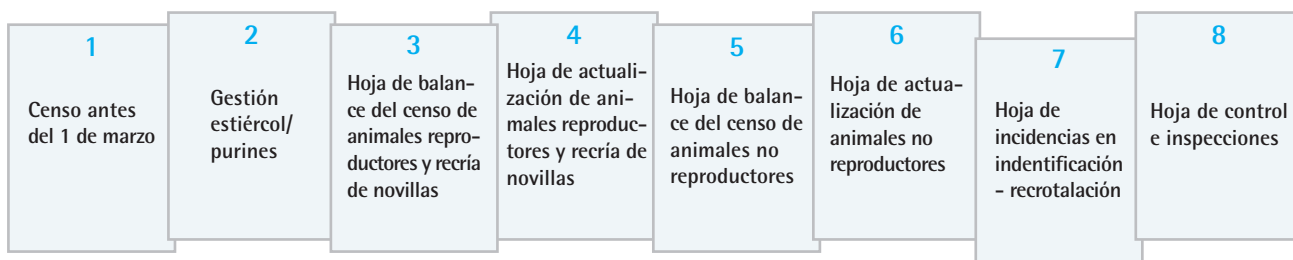 1
Censo antes
del 1 de marzo
2
Gestión
estiércol/
purines
3
Hoja de balan-
ce del censo de
animales repro-
ductores y recría
de novillas
4
Hoja de actuali-
zación de ani-
males reproduc-
tores y recría de
novillas
5
Hoja de balan-
ce del censo de
animales no
reproductores
6
Hoja de actua-
lización de
animales no
reproductores
7
Hoja de
incidencias en
indentificación
- recrotalación
8
Hoja de control
e inspecciones